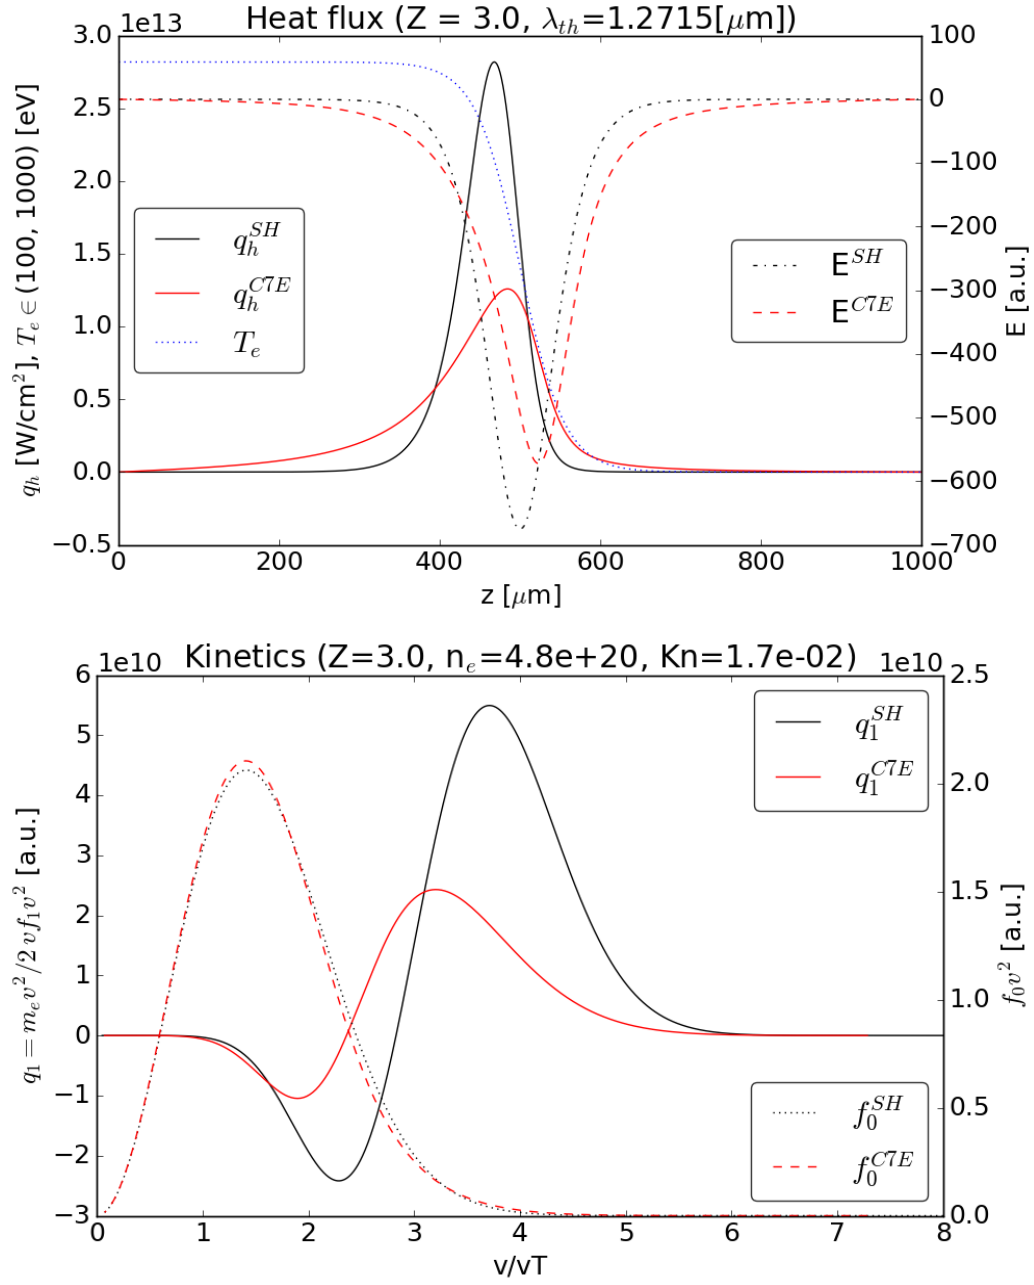 Heat flux (Z = 3.0, λ_th=1.2715[μm])
1e13
3.0
2.5
2.0
1.5
1.0
0.5
0.0
−0.5
q_h [W/cm²], T_e ∈ (100, 1000) [eV]
q_h^SH
q_h^C7E
T_e
E^SH
E^C7E
100
0
−100
−200
−300
−400
−500
−600
−700
E [a.u.]
0 200 400 600 800 1000
z [μm]
Kinetics (Z=3.0, n_e=4.8e+20, Kn=1.7e-02)
1e10
1e10
6
5
4
3
2
1
0
−1
−2
−3
q_1 = m_e v²/2 v f_1 v² [a.u.]
q_1^SH
q_1^C7E
f_0^SH
f_0^C7E
2.5
2.0
1.5
1.0
0.5
0.0
f_0 v² [a.u.]
0 1 2 3 4 5 6 7 8
v/vT